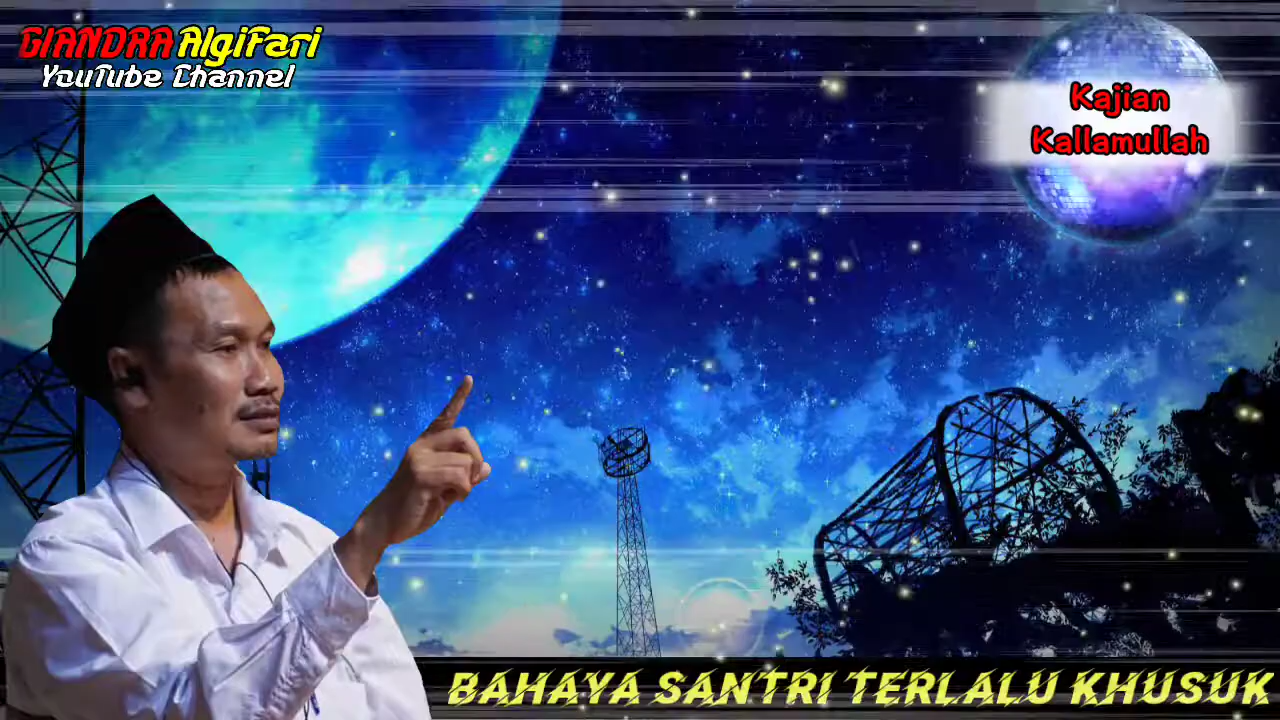 GIANDRA Algifari
YouTube Channel
Kajian
Kallamullah
BAHAYA SANTRI TERLALU KHUSUK